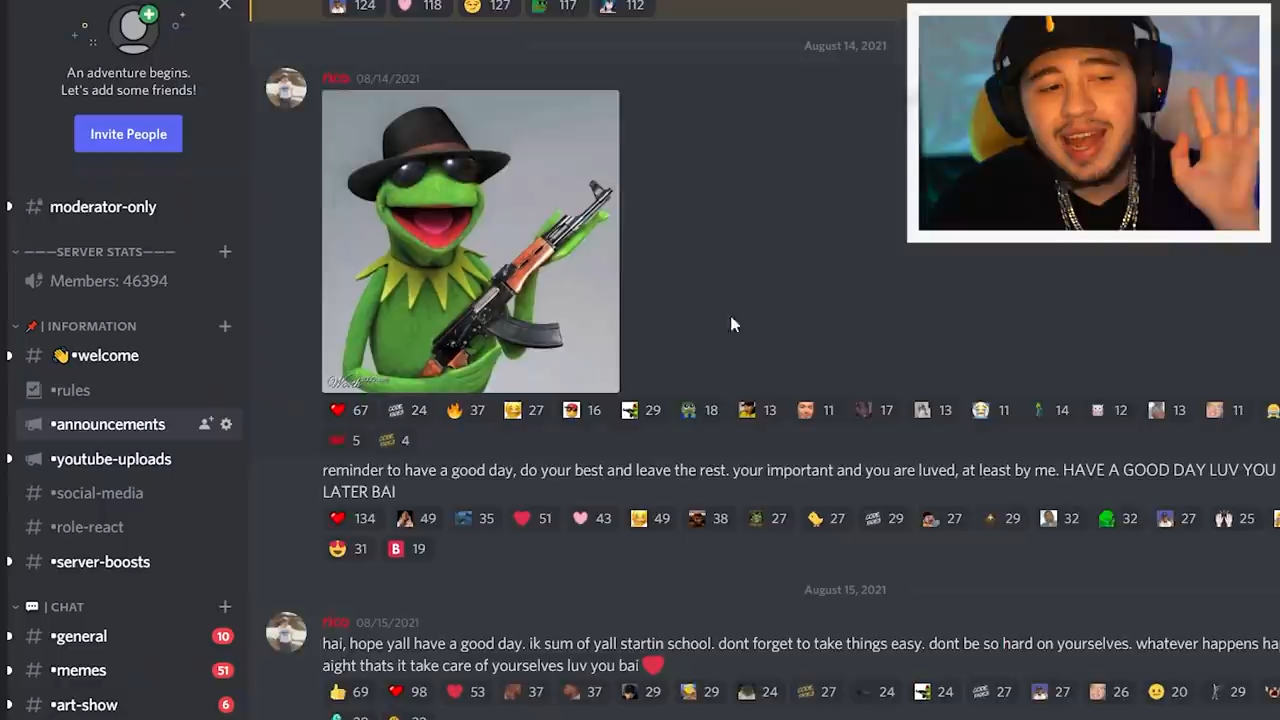 124 118 127 117 112
An adventure begins.
Let's add some friends!
Invite People
moderator-only
———SERVER STATS———
Members: 46394
| INFORMATION
•welcome
•rules
•announcements
•youtube-uploads
•social-media
•role-react
•server-boosts
| CHAT
•general 10
•memes 51
•art-show 6
August 14, 2021
rico 08/14/2021
67 24 37 27 16 29 18 13 11 17 13 11 14 12 13 11
5 4
reminder to have a good day, do your best and leave the rest. your important and you are luved, at least by me. HAVE A GOOD DAY LUV YOU
LATER BAI
134 49 35 51 43 49 38 27 27 29 27 29 32 32 27 25
31 B 19
August 15, 2021
rico 08/15/2021
hai, hope yall have a good day. ik sum of yall startin school. dont forget to take things easy. dont be so hard on yourselves. whatever happens ha
aight thats it take care of yourselves luv you bai
69 98 53 37 37 29 29 24 27 24 24 27 27 26 20 29